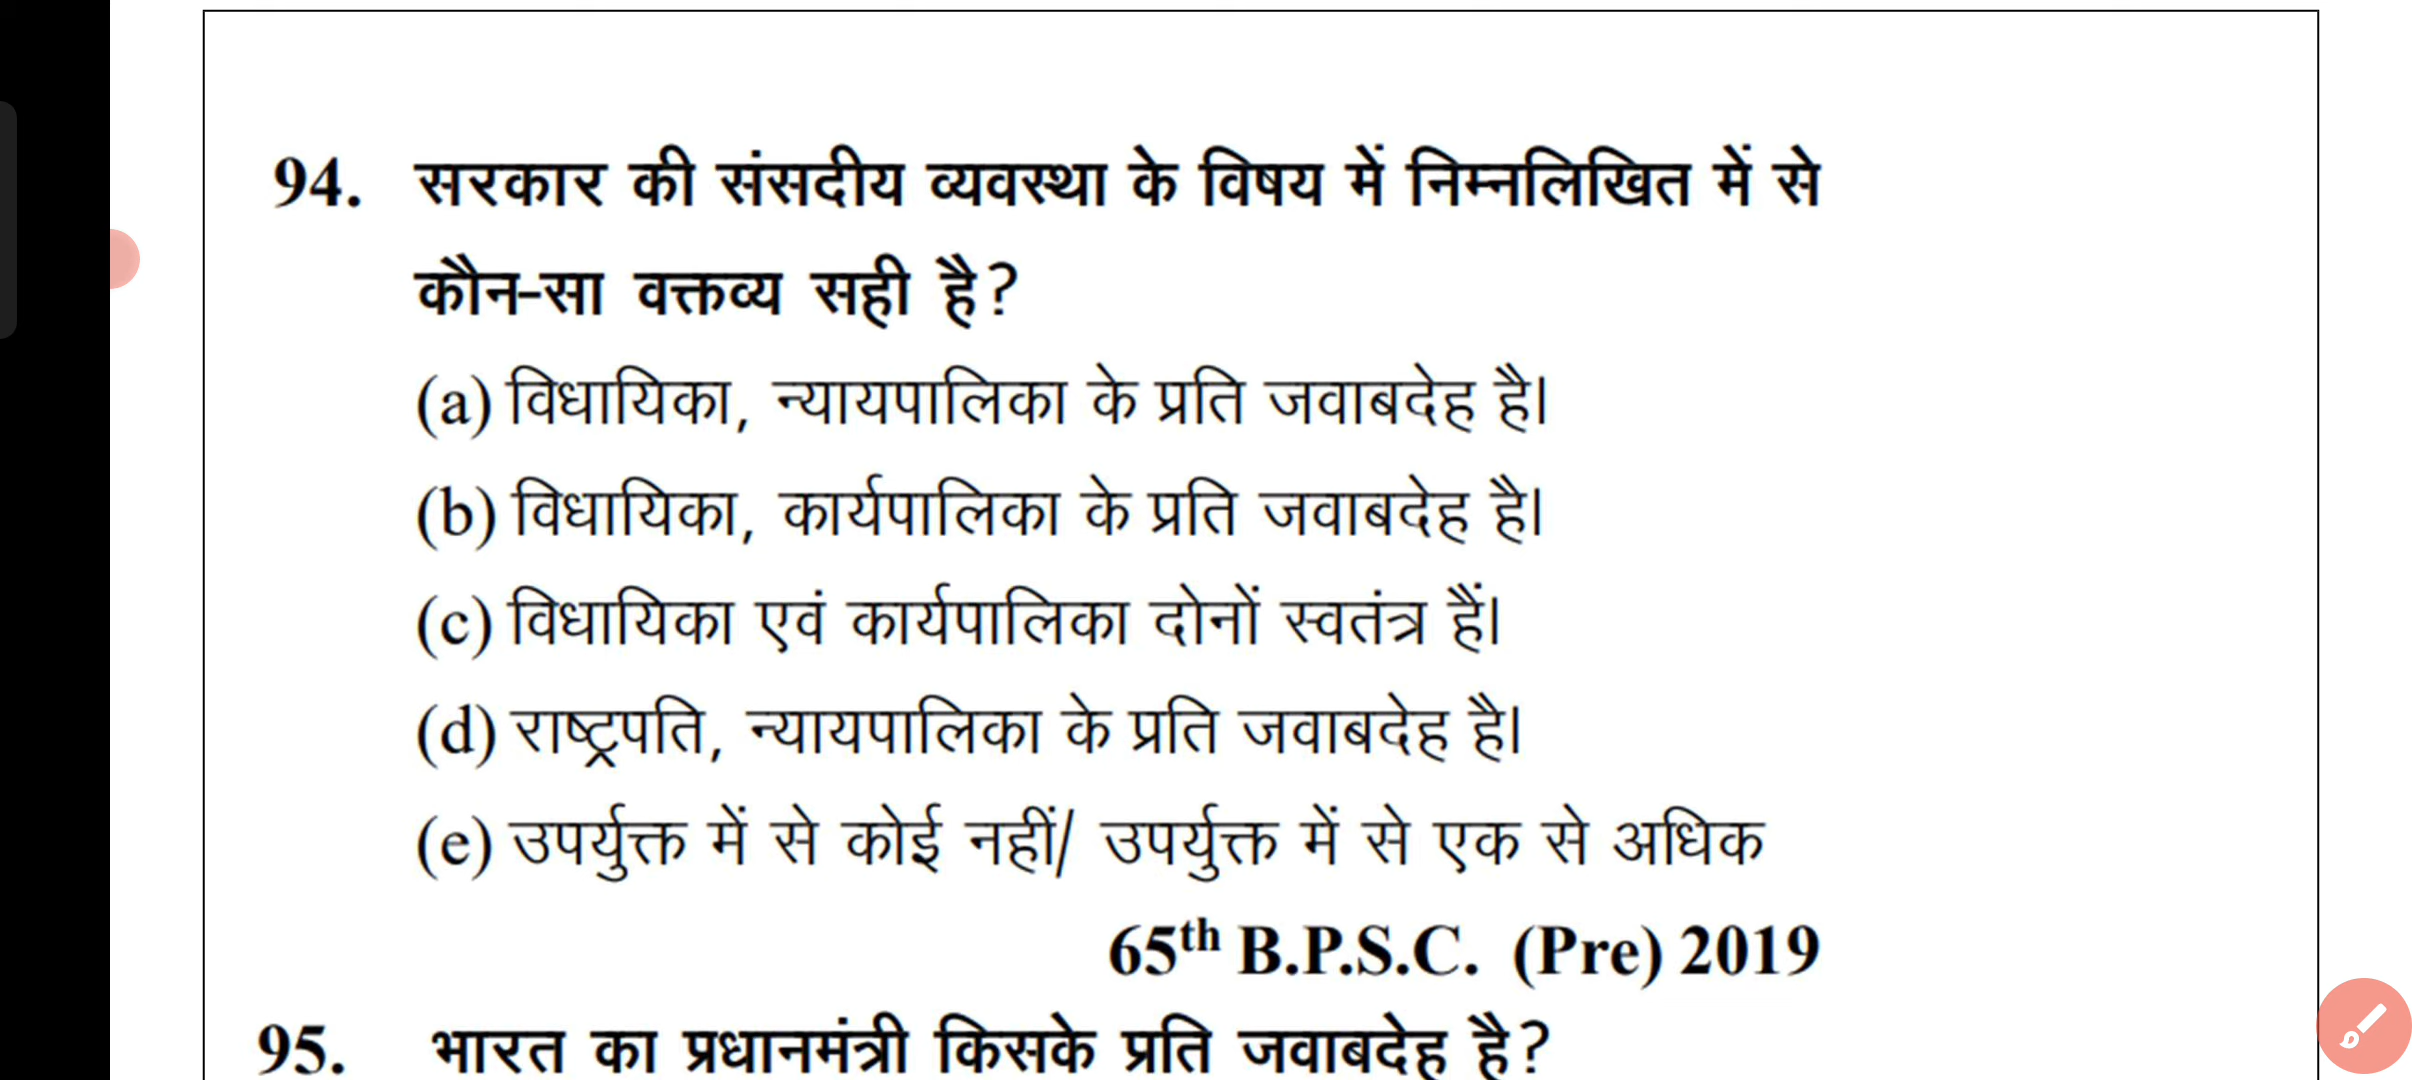 94. सरकार की संसदीय व्यवस्था के विषय में निम्नलिखित में से
कौन-सा वक्तव्य सही है?
(a) विधायिका, न्यायपालिका के प्रति जवाबदेह है।
(b) विधायिका, कार्यपालिका के प्रति जवाबदेह है।
(c) विधायिका एवं कार्यपालिका दोनों स्वतंत्र हैं।
(d) राष्ट्रपति, न्यायपालिका के प्रति जवाबदेह है।
(e) उपर्युक्त में से कोई नहीं/ उपर्युक्त में से एक से अधिक
65th B.P.S.C. (Pre) 2019
95. भारत का प्रधानमंत्री किसके प्रति जवाबदेह है?